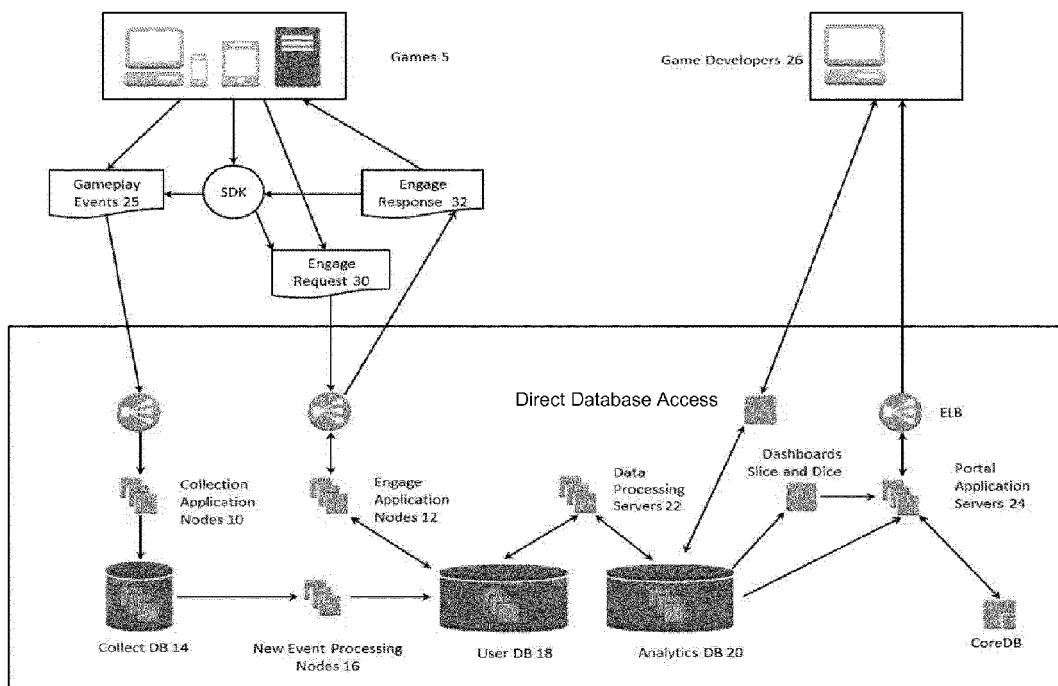 Games 5
Game Developers 26
Gameplay
Events 25
SDK
Engage
Response 32
Engage
Request 30
Direct Database Access
ELB
Collection
Application
Nodes 10
Engage
Application
Nodes 12
Data
Processing
Servers 22
Dashboards
Slice and Dice
Portal
Application
Servers 24
Collect DB 14
New Event Processing
Nodes 16
User DB 18
Analytics DB 20
CoreDB